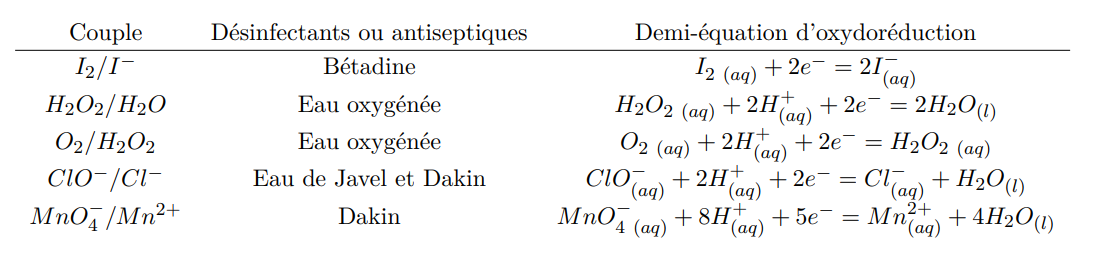 Couple Désinfectants ou antiseptiques Demi-équation d'oxydoréduction
I₂/I⁻ Bétadine I₂ (aq) + 2e⁻ = 2I⁻(aq)
H₂O₂/H₂O Eau oxygénée H₂O₂ (aq) + 2H⁺(aq) + 2e⁻ = 2H₂O(l)
O₂/H₂O₂ Eau oxygénée O₂ (aq) + 2H⁺(aq) + 2e⁻ = H₂O₂ (aq)
ClO⁻/Cl⁻ Eau de Javel et Dakin ClO⁻(aq) + 2H⁺(aq) + 2e⁻ = Cl⁻(aq) + H₂O(l)
MnO₄⁻/Mn²⁺ Dakin MnO₄⁻ (aq) + 8H⁺(aq) + 5e⁻ = Mn²⁺(aq) + 4H₂O(l)